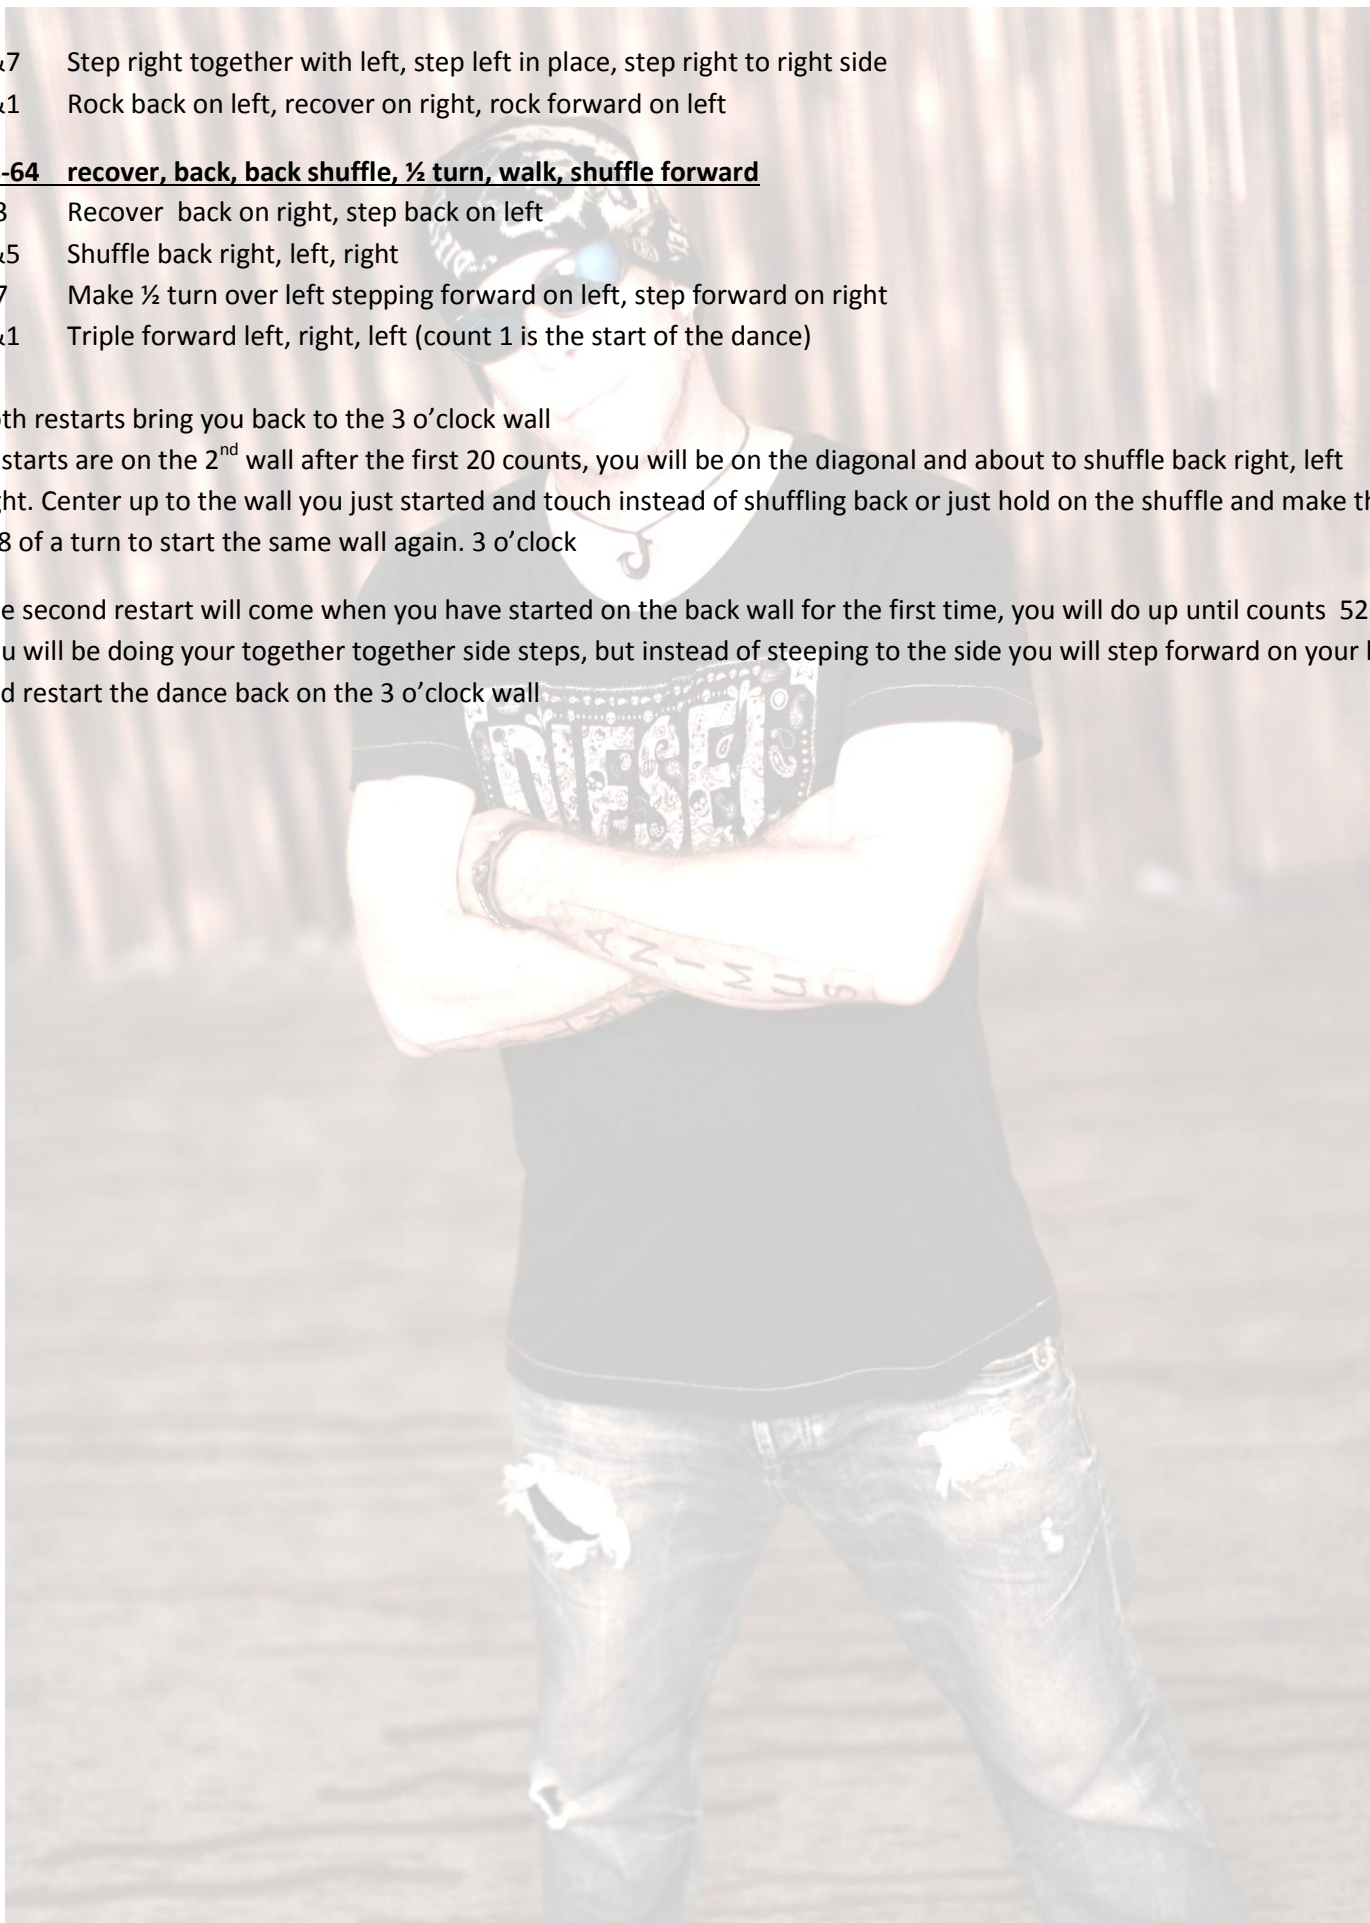 &7 Step right together with left, step left in place, step right to right side
&1 Rock back on left, recover on right, rock forward on left
-64 recover, back, back shuffle, ½ turn, walk, shuffle forward
3 Recover back on right, step back on left
&5 Shuffle back right, left, right
7 Make ½ turn over left stepping forward on left, step forward on right
&1 Triple forward left, right, left (count 1 is the start of the dance)
oth restarts bring you back to the 3 o’clock wall
starts are on the 2nd wall after the first 20 counts, you will be on the diagonal and about to shuffle back right, left
ght. Center up to the wall you just started and touch instead of shuffling back or just hold on the shuffle and make th
8 of a turn to start the same wall again. 3 o’clock
e second restart will come when you have started on the back wall for the first time, you will do up until counts 52
u will be doing your together together side steps, but instead of steeping to the side you will step forward on your
d restart the dance back on the 3 o’clock wall
DIESEL
ANIMUS